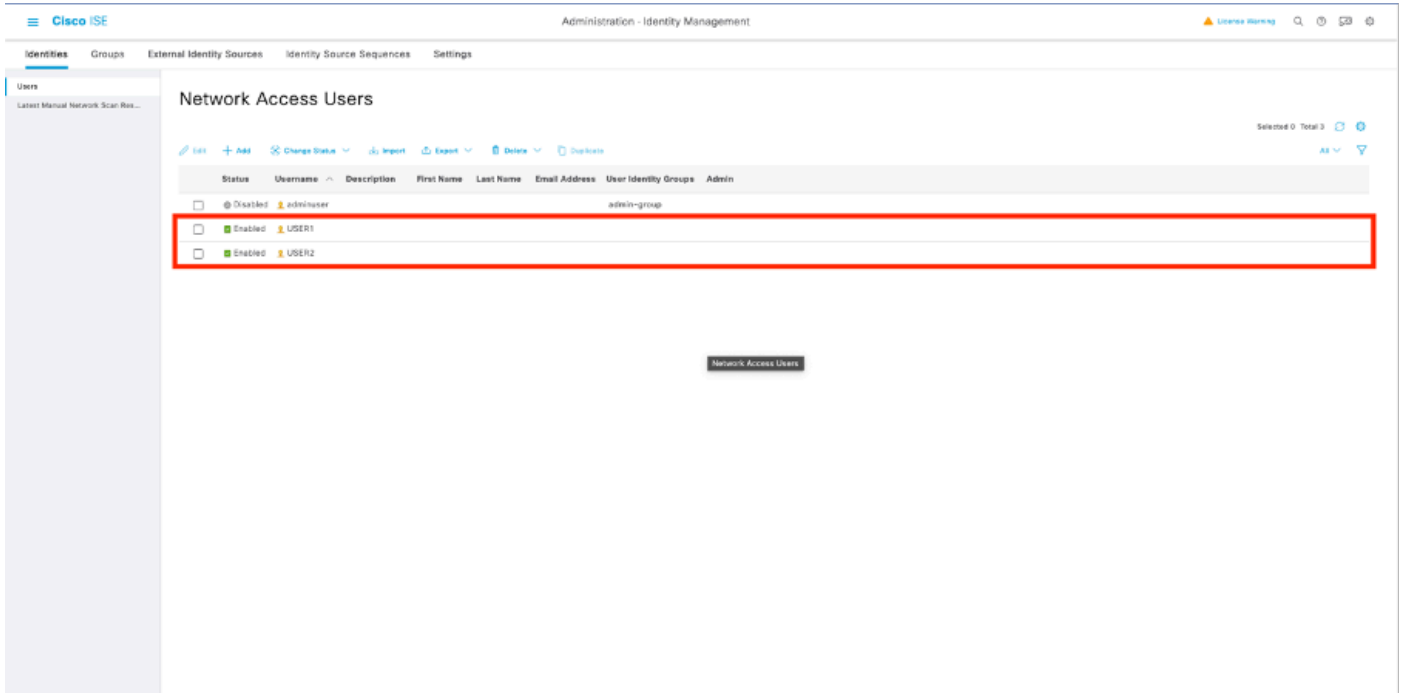 Cisco ISE
Administration - Identity Management
License Warning
Identities Groups External Identity Sources Identity Source Sequences Settings
Users
Latest Manual Network Scan Res...
Network Access Users
Selected 0 Total 3
Edit Add Change Status Import Export Delete Duplicate All
Status Username Description First Name Last Name Email Address User Identity Groups Admin
Disabled adminuser admin-group
Enabled USER1
Enabled USER2
Network Access Users